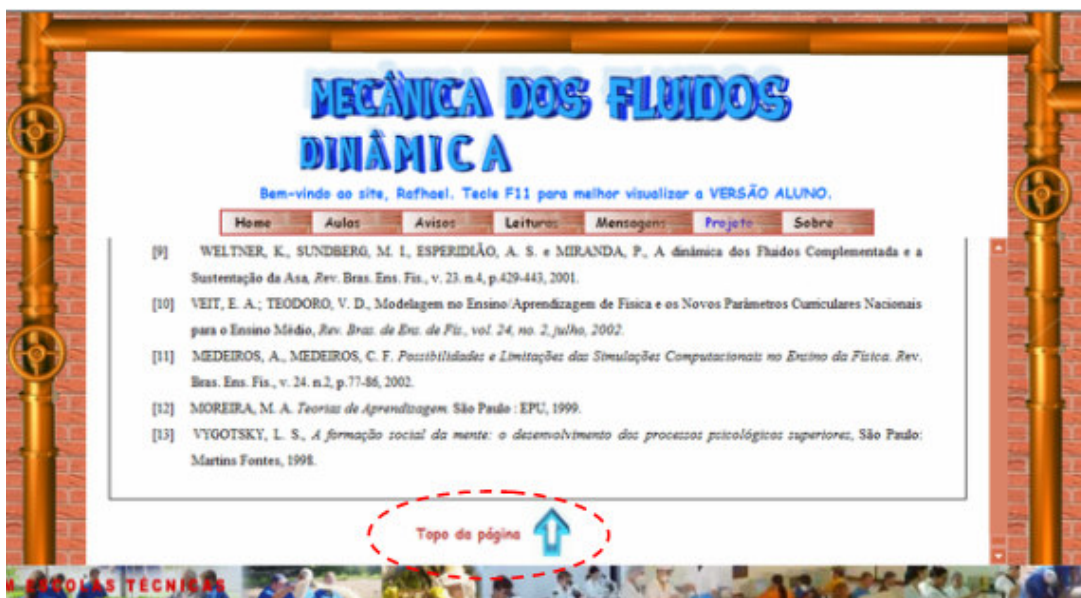 MECÂNICA DOS FLUIDOS
DINÂMICA
Bem-vindo ao site, Rafhael. Tecle F11 para melhor visualizar a VERSÃO ALUNO.
Home Aulas Avisos Leituras Mensagens Projeto Sobre
[9] WELTNER, K., SUNDBERG, M. I., ESPERIDIÃO, A. S. e MIRANDA, P., A dinâmica dos Fluidos Complementada e a
Sustentação da Asa, Rev. Bras. Ens. Fis., v. 23. n.4, p.429-443, 2001.
[10] VEIT, E. A.; TEODORO, V. D., Modelagem no Ensino/Aprendizagem de Física e os Novos Parâmetros Curriculares Nacionais
para o Ensino Médio, Rev. Bras. de Ens. de Fis., vol. 24, no. 2, julho, 2002.
[11] MEDEIROS, A., MEDEIROS, C. F. Possibilidades e Limitações das Simulações Computacionais no Ensino da Física. Rev.
Bras. Ens. Fis., v. 24. n.2, p.77-86, 2002.
[12] MOREIRA, M. A. Teorias de Aprendizagem. São Paulo : EPU, 1999.
[13] VYGOTSKY, L. S., A formação social da mente: o desenvolvimento dos processos psicológicos superiores, São Paulo:
Martins Fontes, 1998.
Topo da página
M ESCOLAS TÉCNICAS